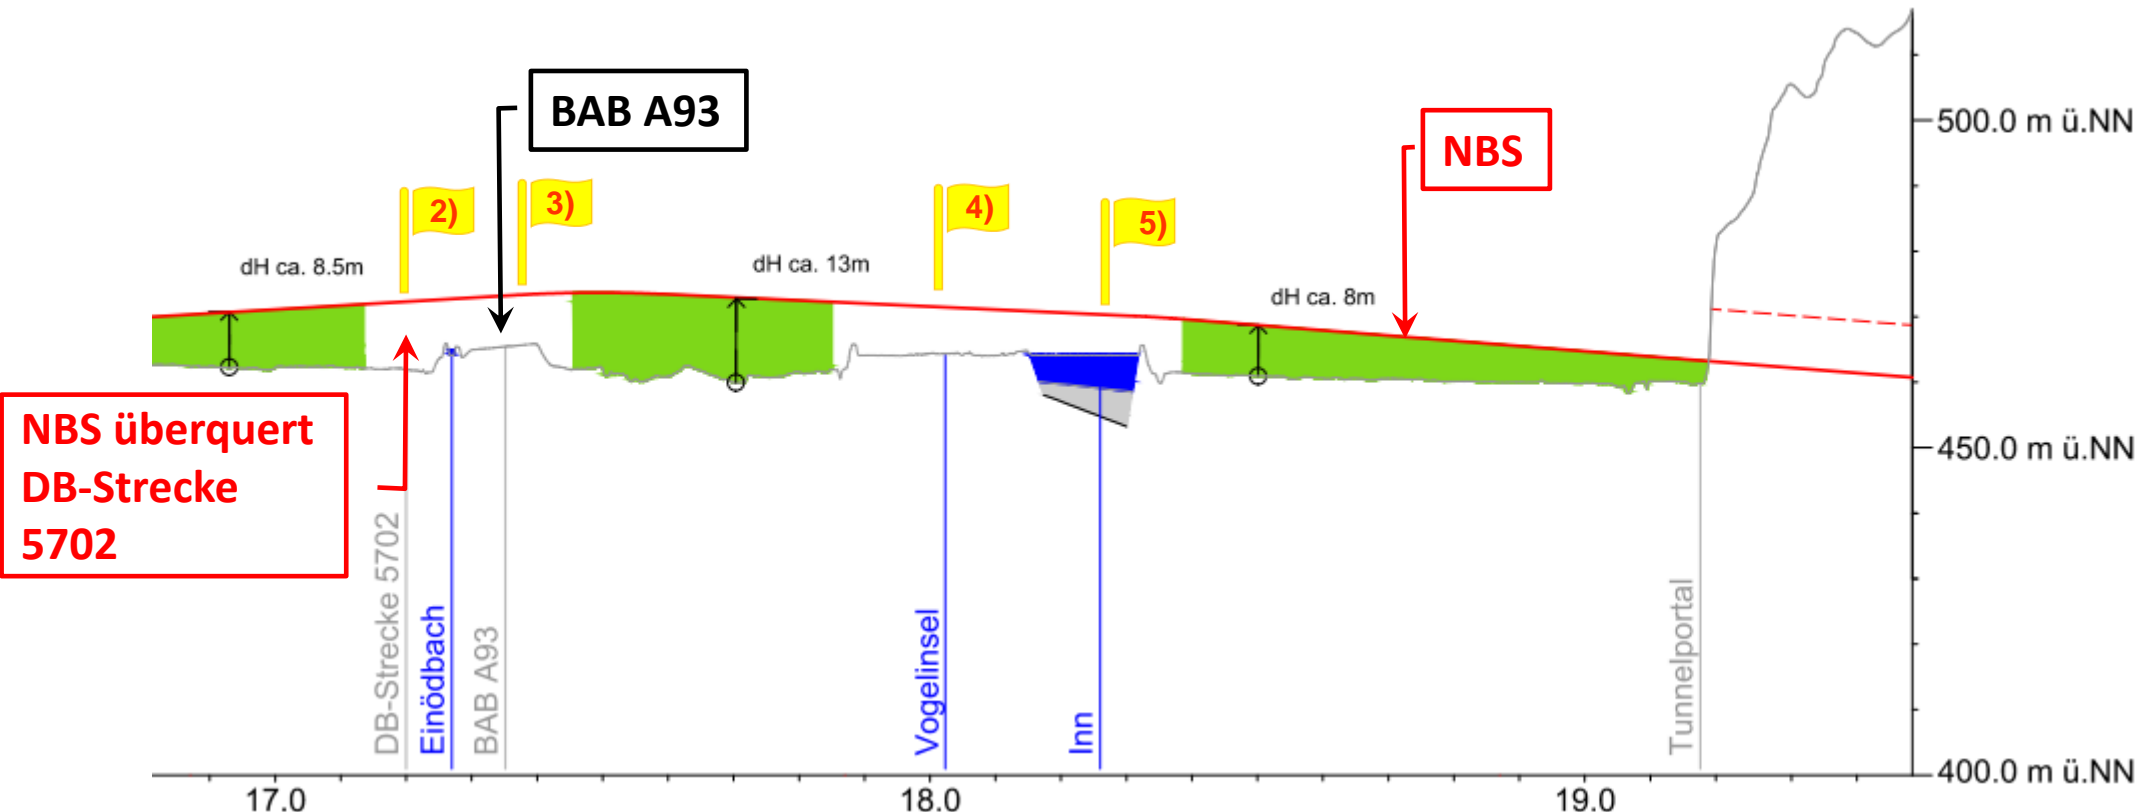 BAB A93
500.0 m ü.NN
NBS
2)
3)
4)
5)
dH ca. 8.5m
dH ca. 13m
dH ca. 8m
NBS überquert
DB-Strecke
5702
450.0 m ü.NN
DB-Strecke 5702
Einödbach
BAB A93
Vogelinsel
Inn
Tunnelportal
400.0 m ü.NN
17.0
18.0
19.0